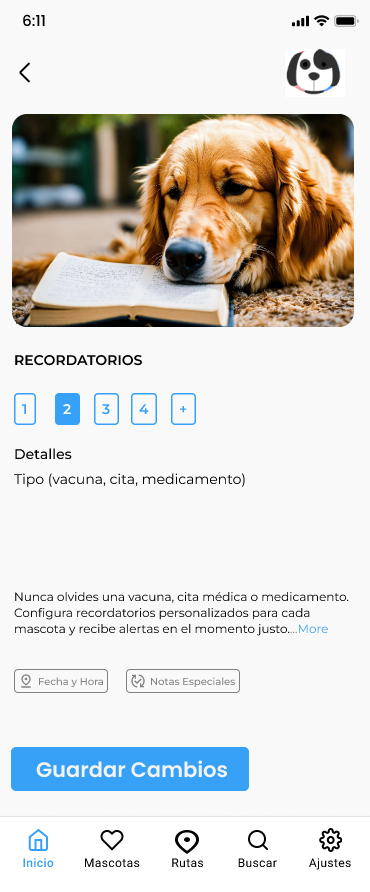 6:11
RECORDATORIOS
1 2 3 4 +
Detalles
Tipo (vacuna, cita, medicamento)
Nunca olvides una vacuna, cita médica o medicamento.
Configura recordatorios personalizados para cada
mascota y recibe alertas en el momento justo....More
Fecha y Hora Notas Especiales
Guardar Cambios
Inicio Mascotas Rutas Buscar Ajustes